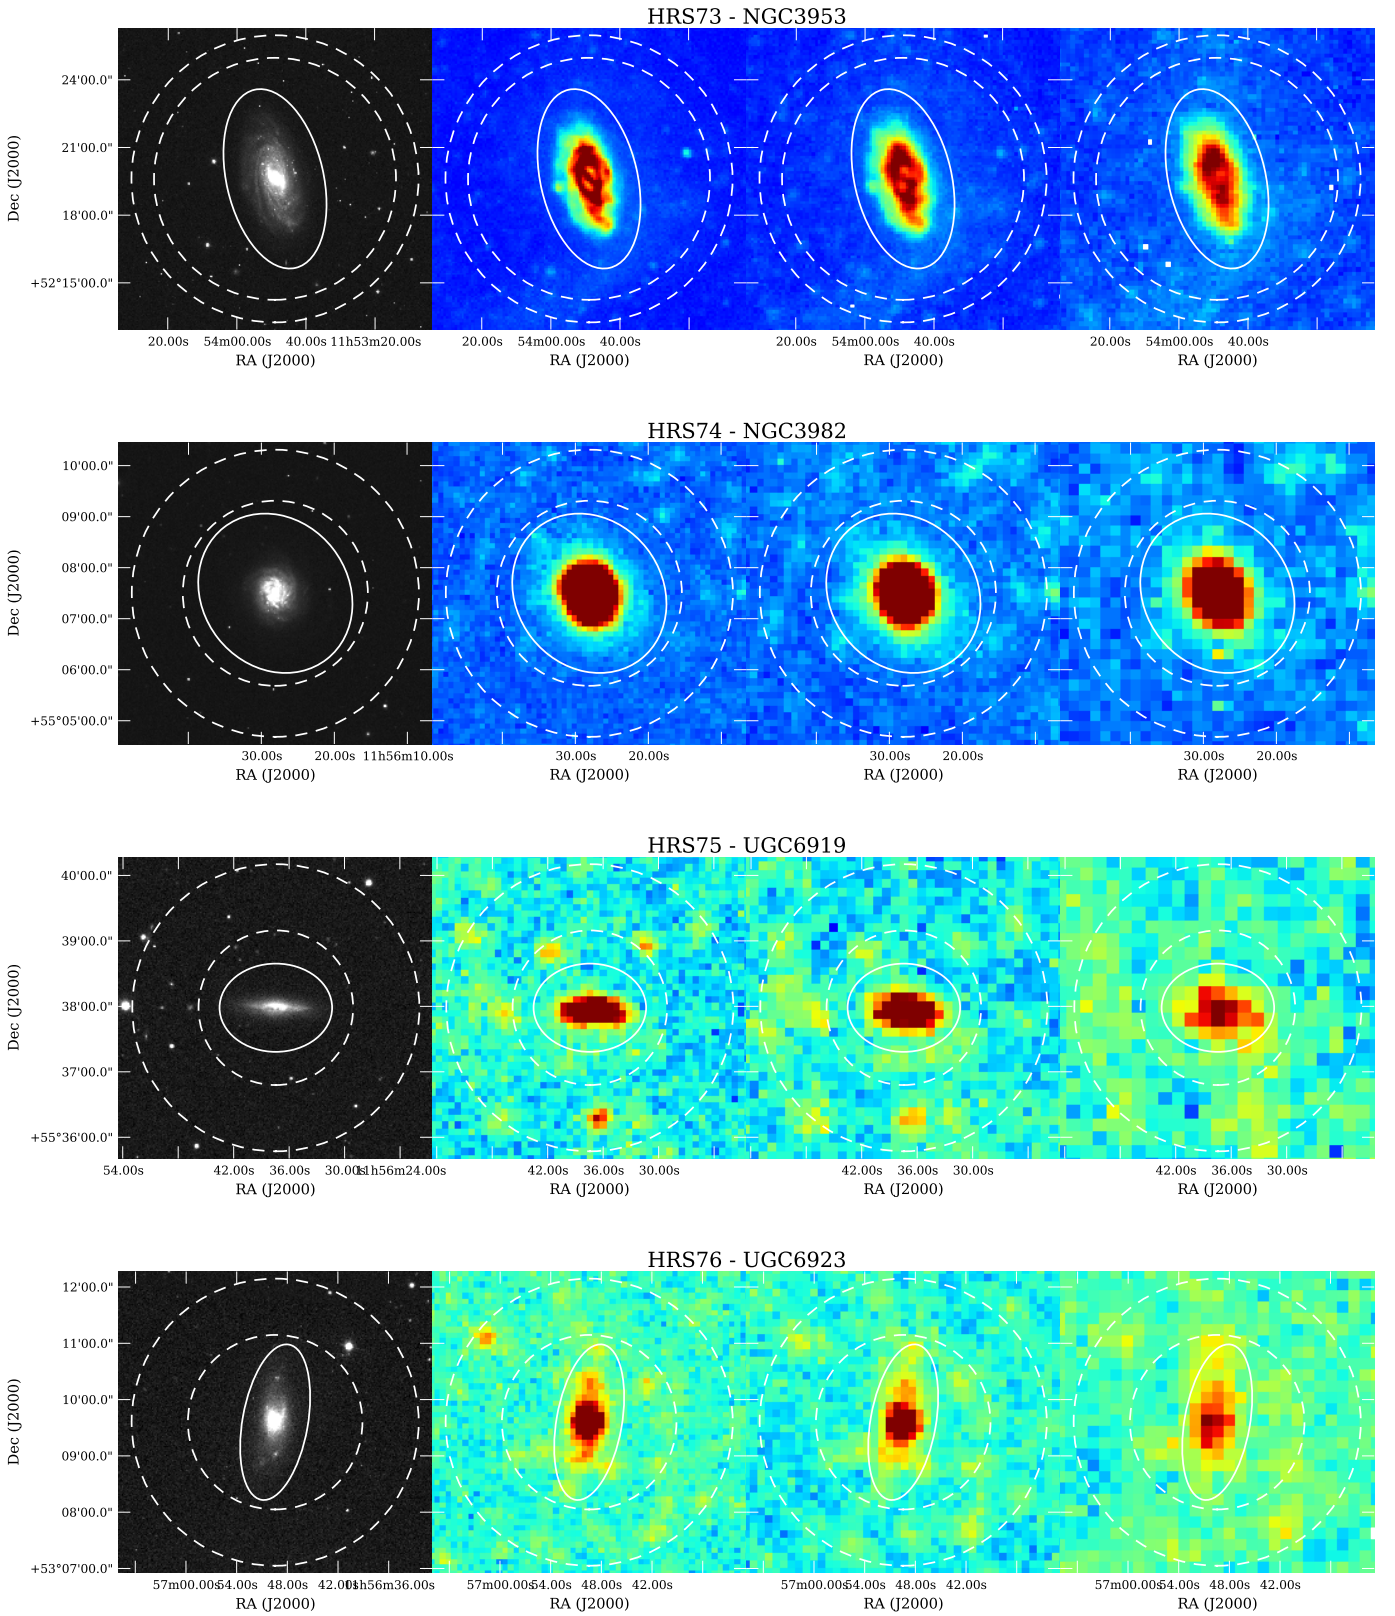 HRS73 - NGC3953
Dec (J2000)
24'00.0"
21'00.0"
18'00.0"
+52°15'00.0"
20.00s 54m00.00s 40.00s 11h53m20.00s
20.00s 54m00.00s 40.00s
20.00s 54m00.00s 40.00s
20.00s 54m00.00s 40.00s
RA (J2000) RA (J2000) RA (J2000) RA (J2000)
HRS74 - NGC3982
Dec (J2000)
10'00.0"
09'00.0"
08'00.0"
07'00.0"
06'00.0"
+55°05'00.0"
30.00s 20.00s 11h56m10.00s
30.00s 20.00s
30.00s 20.00s
30.00s 20.00s
RA (J2000) RA (J2000) RA (J2000) RA (J2000)
HRS75 - UGC6919
Dec (J2000)
40'00.0"
39'00.0"
38'00.0"
37'00.0"
+55°36'00.0"
54.00s 42.00s 36.00s 30.00s 11h56m24.00s
42.00s 36.00s 30.00s
42.00s 36.00s 30.00s
42.00s 36.00s 30.00s
RA (J2000) RA (J2000) RA (J2000) RA (J2000)
HRS76 - UGC6923
Dec (J2000)
12'00.0"
11'00.0"
10'00.0"
09'00.0"
08'00.0"
+53°07'00.0"
57m00.00s 54.00s 48.00s 42.00s 11h56m36.00s
57m00.00s 54.00s 48.00s 42.00s
57m00.00s 54.00s 48.00s 42.00s
57m00.00s 54.00s 48.00s 42.00s
RA (J2000) RA (J2000) RA (J2000) RA (J2000)